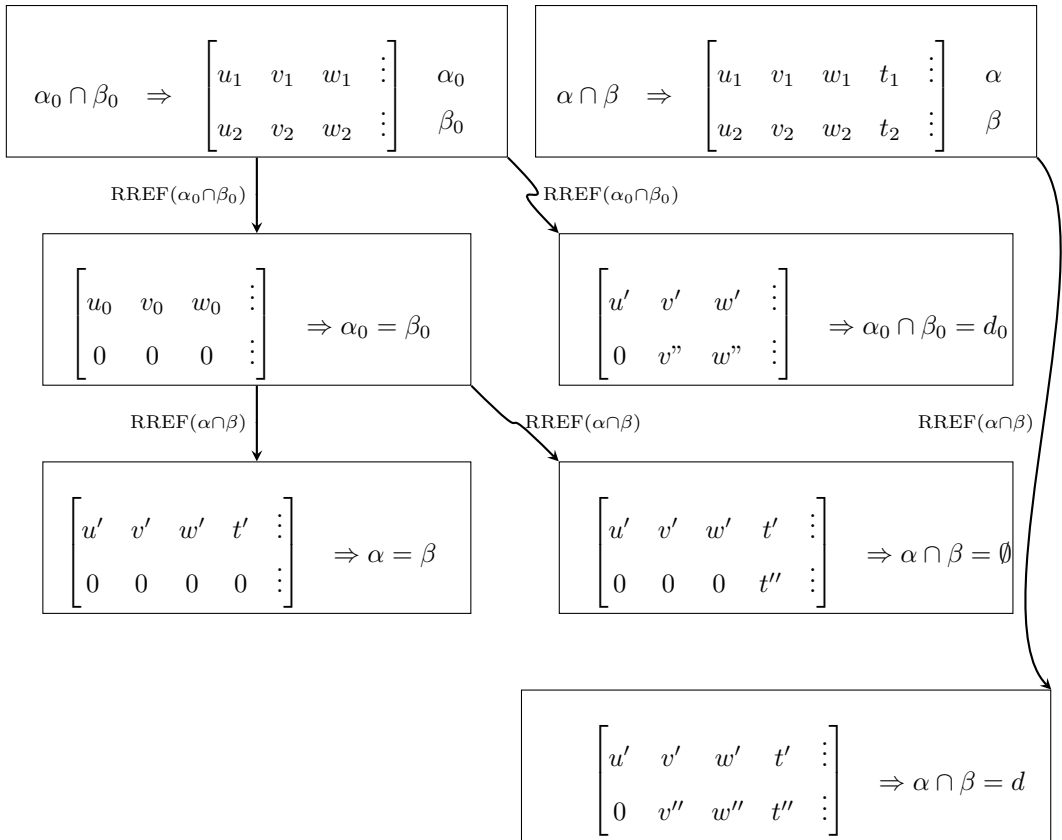 α₀ ∩ β₀ ⇒ [u₁ v₁ w₁ ⋮] α₀
[u₂ v₂ w₂ ⋮] β₀
α ∩ β ⇒ [u₁ v₁ w₁ t₁ ⋮] α
[u₂ v₂ w₂ t₂ ⋮] β
RREF(α₀∩β₀)
RREF(α₀∩β₀)
[u₀ v₀ w₀ ⋮]
[0 0 0 ⋮] ⇒ α₀ = β₀
[u′ v′ w′ ⋮]
[0 v” w” ⋮] ⇒ α₀ ∩ β₀ = d₀
RREF(α∩β)
RREF(α∩β)
RREF(α∩β)
[u′ v′ w′ t′ ⋮]
[0 0 0 0 ⋮] ⇒ α = β
[u′ v′ w′ t′ ⋮]
[0 0 0 t′′ ⋮] ⇒ α ∩ β = ∅
[u′ v′ w′ t′ ⋮]
[0 v′′ w′′ t′′ ⋮] ⇒ α ∩ β = d